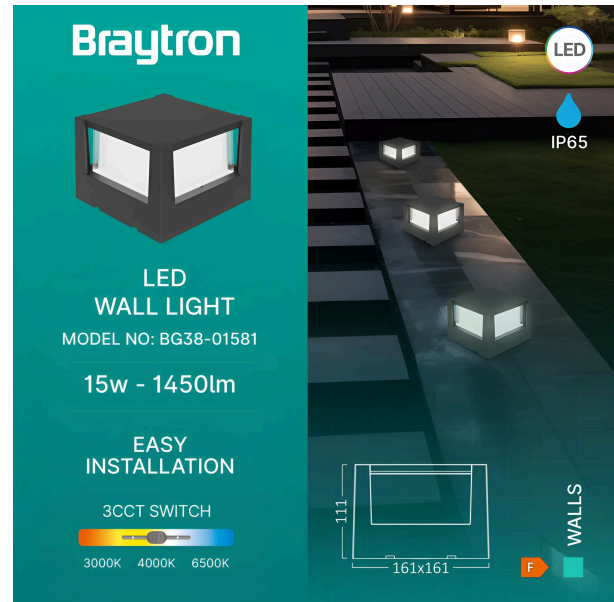 Braytron
LED
WALL LIGHT
MODEL NO: BG38-01581
15w - 1450lm
EASY
INSTALLATION
3CCT SWITCH
3000K 4000K 6500K
LED
IP65
111
161x161
F
WALLS